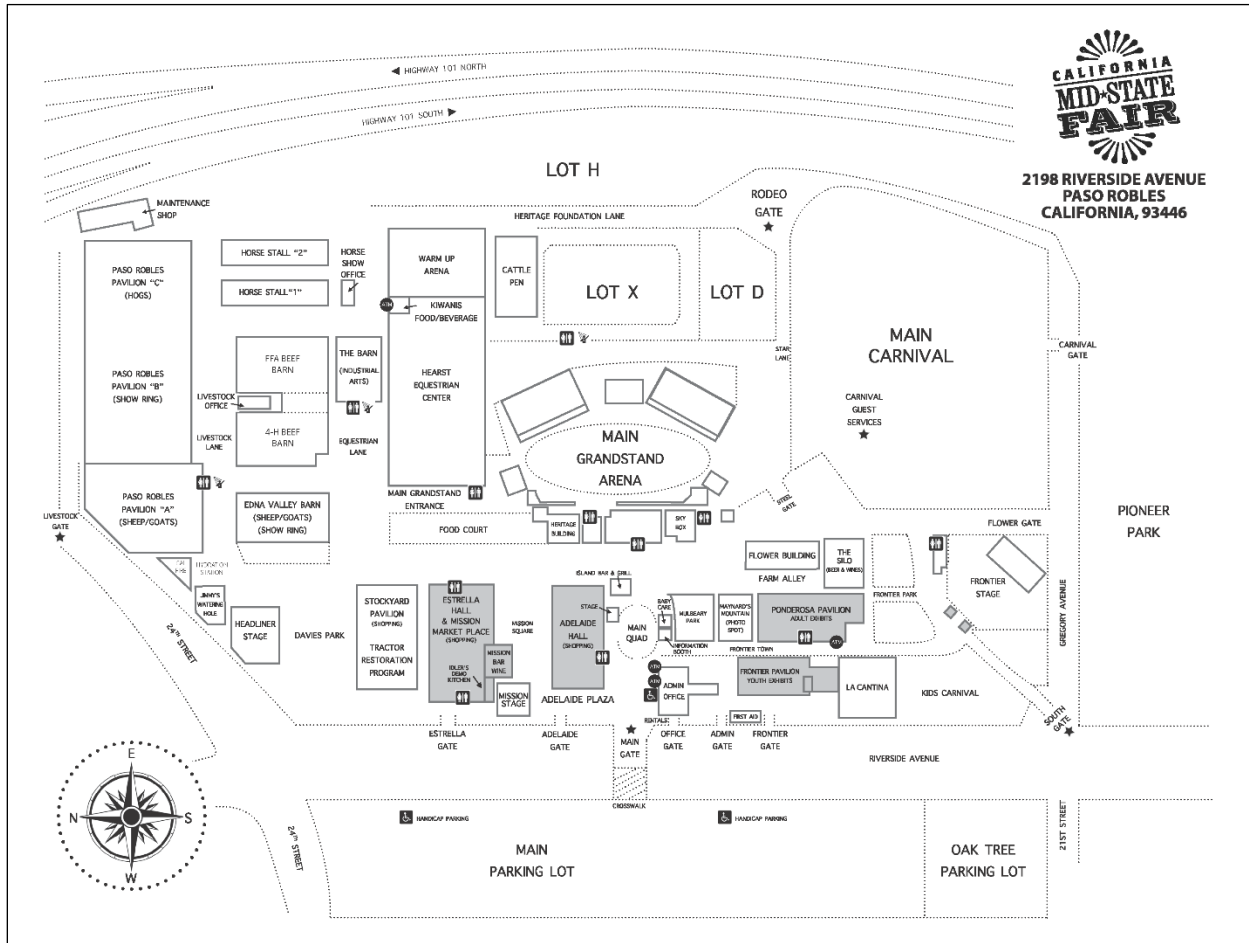 CALIFORNIA
MID★STATE
FAIR
2198 RIVERSIDE AVENUE
PASO ROBLES
CALIFORNIA, 93446
HIGHWAY 101 NORTH
HIGHWAY 101 SOUTH
LOT H
RODEO
GATE
HERITAGE FOUNDATION LANE
MAINTENANCE
SHOP
PASO ROBLES
PAVILION "C"
(HOGS)
HORSE STALL "2"
HORSE STALL"1"
HORSE
SHOW
OFFICE
WARM UP
ARENA
CATTLE
PEN
LOT X
LOT D
ATM
KIWANIS
FOOD/BEVERAGE
MAIN
CARNIVAL
STAR
LANE
CARNIVAL
GATE
PASO ROBLES
PAVILION "B"
(SHOW RING)
FFA BEEF
BARN
THE BARN
(INDUSTRIAL
ARTS)
HEARST
EQUESTRIAN
CENTER
LIVESTOCK
OFFICE
CARNIVAL
GUEST
SERVICES
LIVESTOCK
LANE
4-H BEEF
BARN
EQUESTRIAN
LANE
MAIN
GRANDSTAND
ARENA
PASO ROBLES
PAVILION "A"
(SHEEP/GOATS)
EDNA VALLEY BARN
(SHEEP/GOATS)
(SHOW RING)
MAIN GRANDSTAND
ENTRANCE
FOOD COURT
HERITAGE
BUILDING
SKY
BOX
STEEL
GATE
LIVESTOCK
GATE
FLOWER GATE
PIONEER
PARK
FLOWER BUILDING
FARM ALLEY
THE
SILO
(BEER & WINES)
FRONTIER
STAGE
FRONTIER PARK
GREGORY AVENUE
STATION
JIMMY'S
WATERING
HOLE
HEADLINER
STAGE
DAVIES PARK
24TH STREET
STOCKYARD
PAVILION
(SHOPPING)
TRACTOR
RESTORATION
PROGRAM
ESTRELLA
HALL
& MISSION
MARKET PLACE
(SHOPPING)
MISSION
SQUARE
MISSION
BAR
WINE
IDLER'S
DEMO
KITCHEN
MISSION
STAGE
ISLAND BAR & GRILL
STAGE
ADELAIDE
HALL
(SHOPPING)
ADELAIDE PLAZA
MAIN
QUAD
BABY
CARE
MULBEARY
PARK
MAYNARD'S
MOUNTAIN
(PHOTO
SPOT)
PONDEROSA PAVILION
ADULT EXHIBITS
ATM
INFORMATION
BOOTH
FRONTIER TOWN
ATM
ATM
ADMIN
OFFICE
RENTALS
FRONTIER PAVILION
YOUTH EXHIBITS
LA CANTINA
KIDS CARNIVAL
FIRST AID
SOUTH
GATE
ESTRELLA
GATE
ADELAIDE
GATE
MAIN
GATE
OFFICE
GATE
ADMIN
GATE
FRONTIER
GATE
RIVERSIDE AVENUE
CROSSWALK
E
N
S
W
24TH STREET
HANDICAP PARKING
HANDICAP PARKING
MAIN
PARKING LOT
OAK TREE
PARKING LOT
21ST STREET